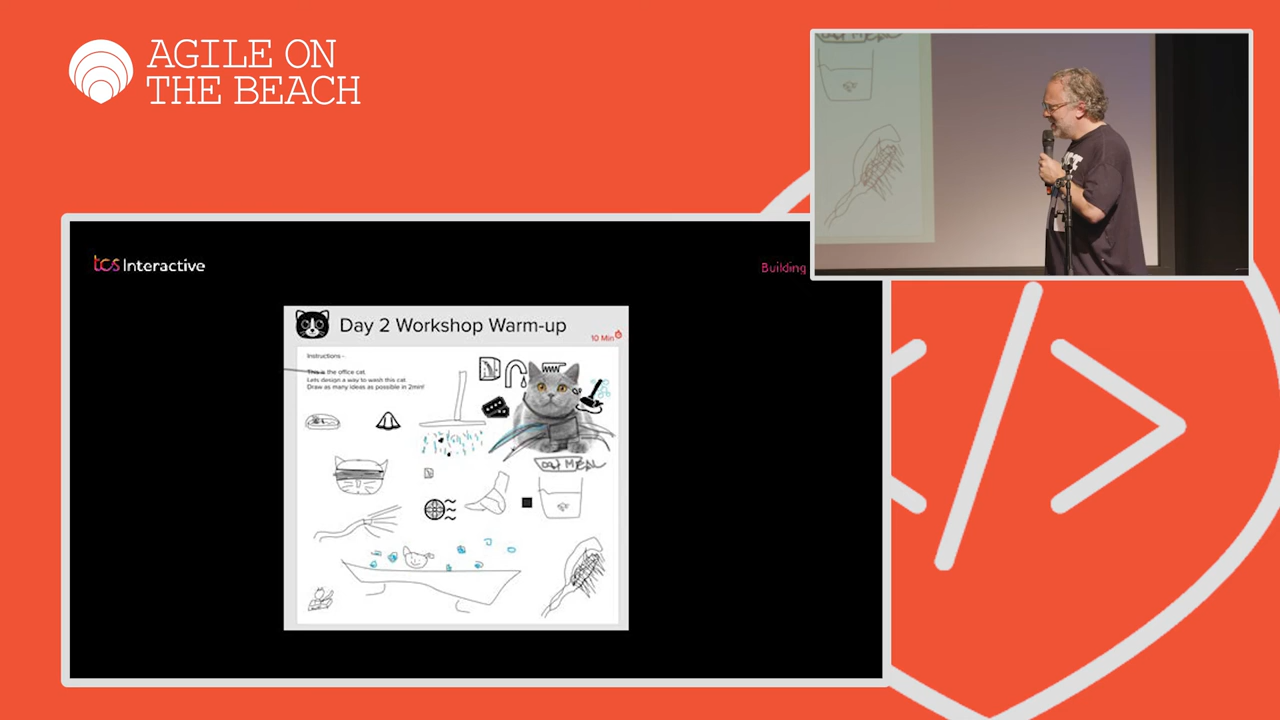 AGILE ON
THE BEACH
tcs Interactive
Building
Day 2 Workshop Warm-up
10 Min
Instructions -
This is the office cat.
Lets design a way to wash this cat.
Draw as many ideas as possible in 2min!
OAT MEAL